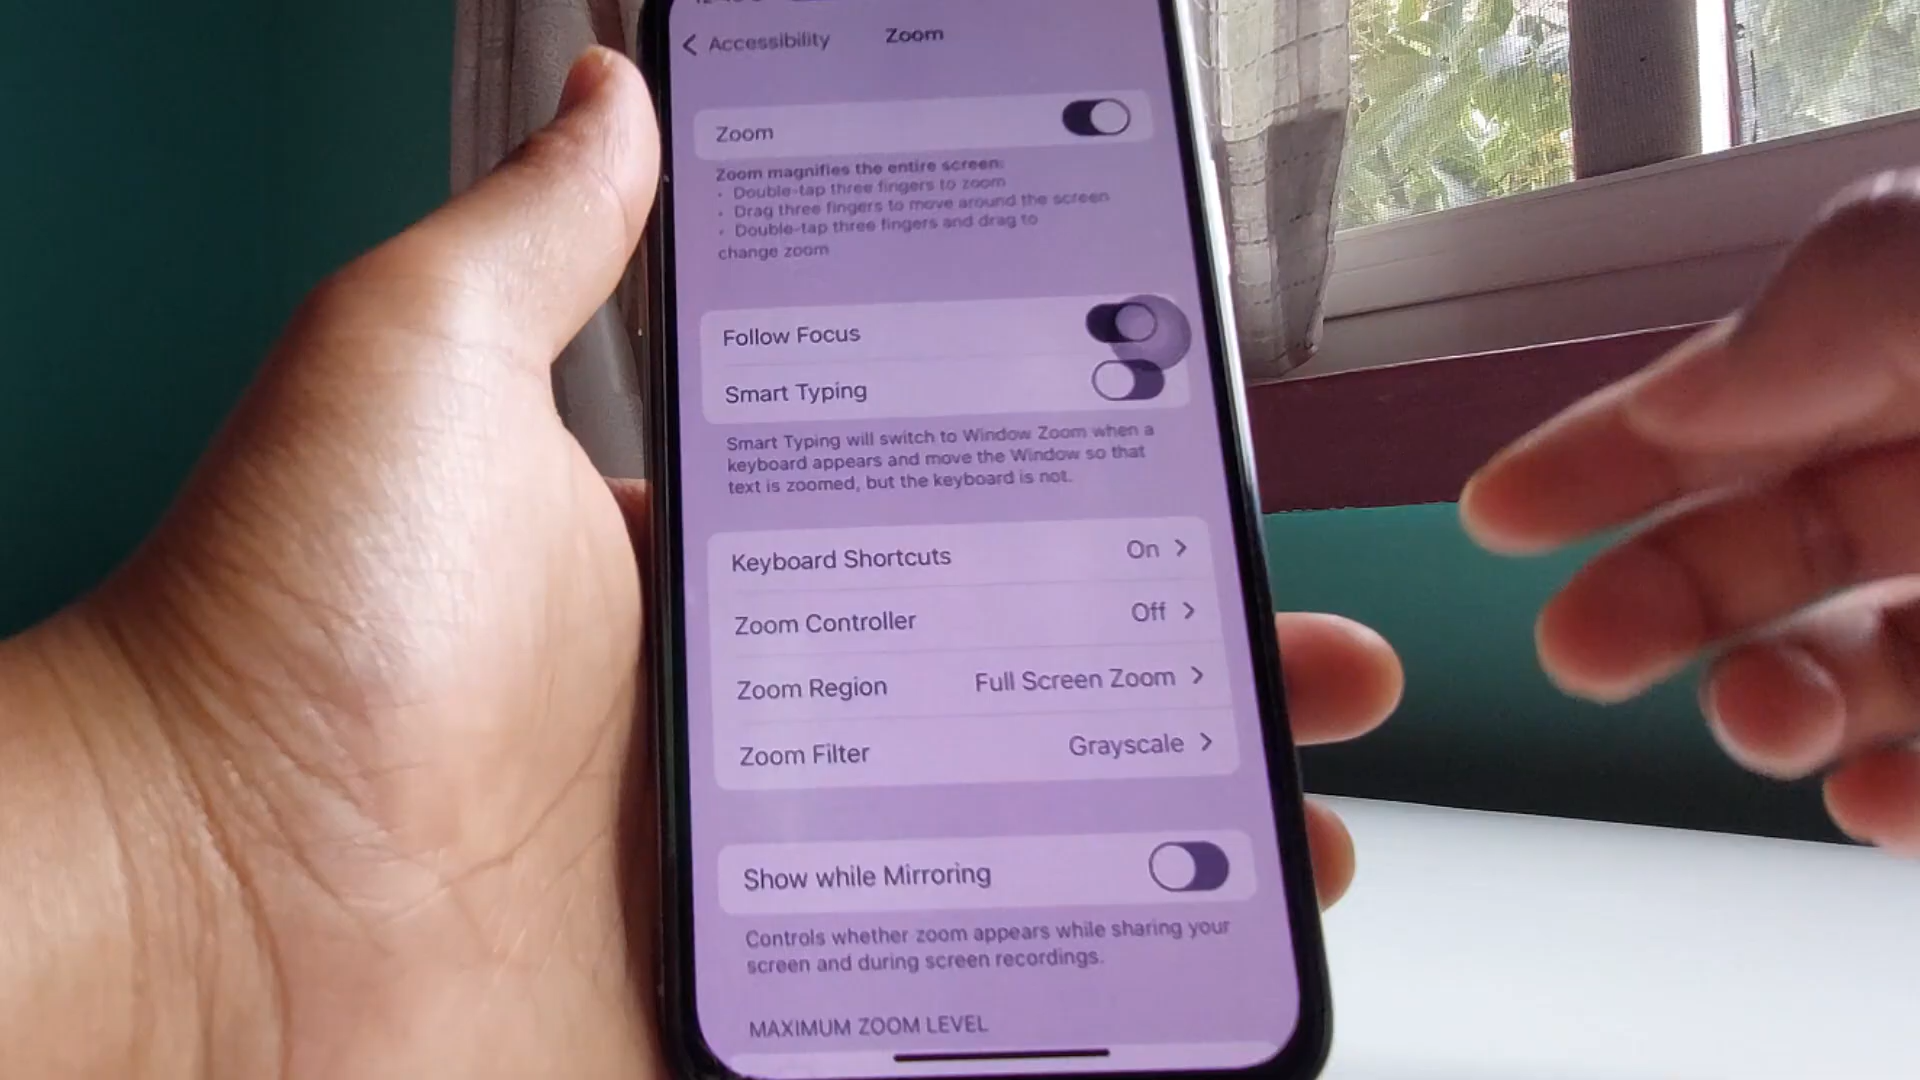 Accessibility
Zoom
Zoom
Zoom magnifies the entire screen:
• Double-tap three fingers to zoom
• Drag three fingers to move around the screen
• Double-tap three fingers and drag to
change zoom
Follow Focus
Smart Typing
Smart Typing will switch to Window Zoom when a
keyboard appears and move the Window so that
text is zoomed, but the keyboard is not.
Keyboard Shortcuts On
Zoom Controller Off
Zoom Region Full Screen Zoom
Zoom Filter Grayscale
Show while Mirroring
Controls whether zoom appears while sharing your
screen and during screen recordings.
MAXIMUM ZOOM LEVEL